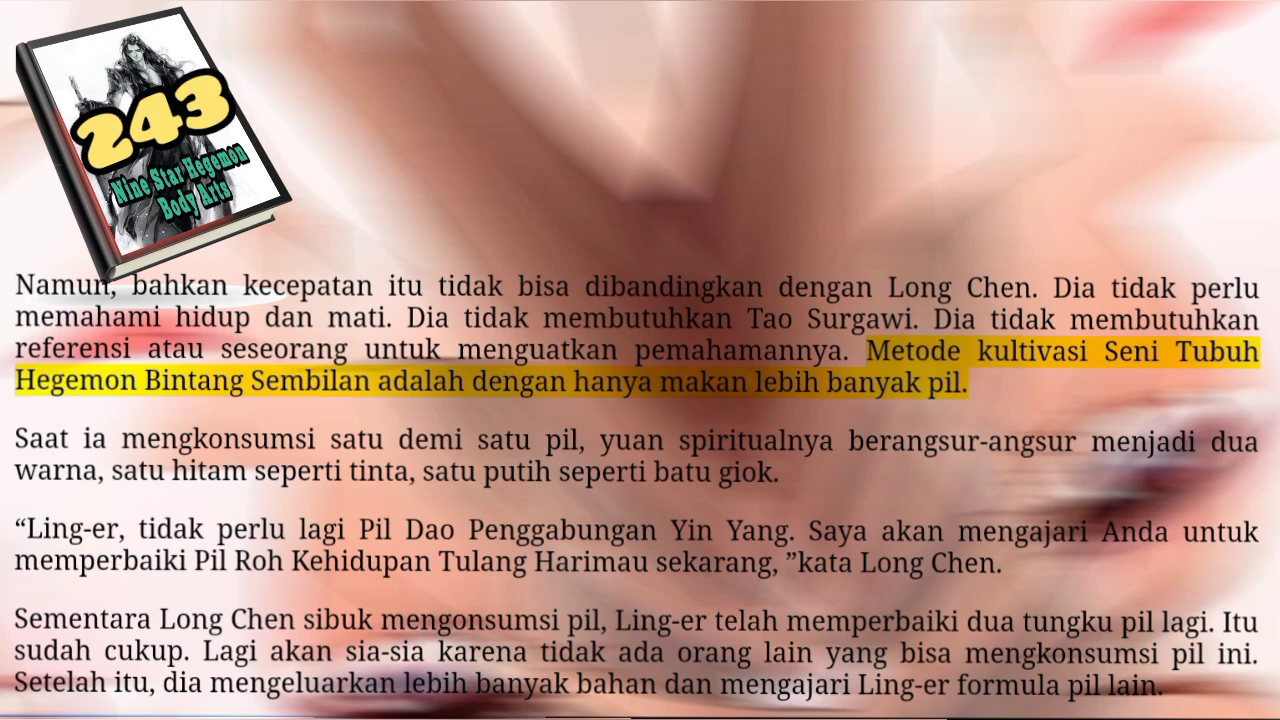 243
Nine Star Hegemon
Body Arts
Namun, bahkan kecepatan itu tidak bisa dibandingkan dengan Long Chen. Dia tidak perlu
memahami hidup dan mati. Dia tidak membutuhkan Tao Surgawi. Dia tidak membutuhkan
referensi atau seseorang untuk menguatkan pemahamannya. Metode kultivasi Seni Tubuh
Hegemon Bintang Sembilan adalah dengan hanya makan lebih banyak pil.
Saat ia mengkonsumsi satu demi satu pil, yuan spiritualnya berangsur-angsur menjadi dua
warna, satu hitam seperti tinta, satu putih seperti batu giok.
“Ling-er, tidak perlu lagi Pil Dao Penggabungan Yin Yang. Saya akan mengajari Anda untuk
memperbaiki Pil Roh Kehidupan Tulang Harimau sekarang, ”kata Long Chen.
Sementara Long Chen sibuk mengonsumsi pil, Ling-er telah memperbaiki dua tungku pil lagi. Itu
sudah cukup. Lagi akan sia-sia karena tidak ada orang lain yang bisa mengkonsumsi pil ini.
Setelah itu, dia mengeluarkan lebih banyak bahan dan mengajari Ling-er formula pil lain.